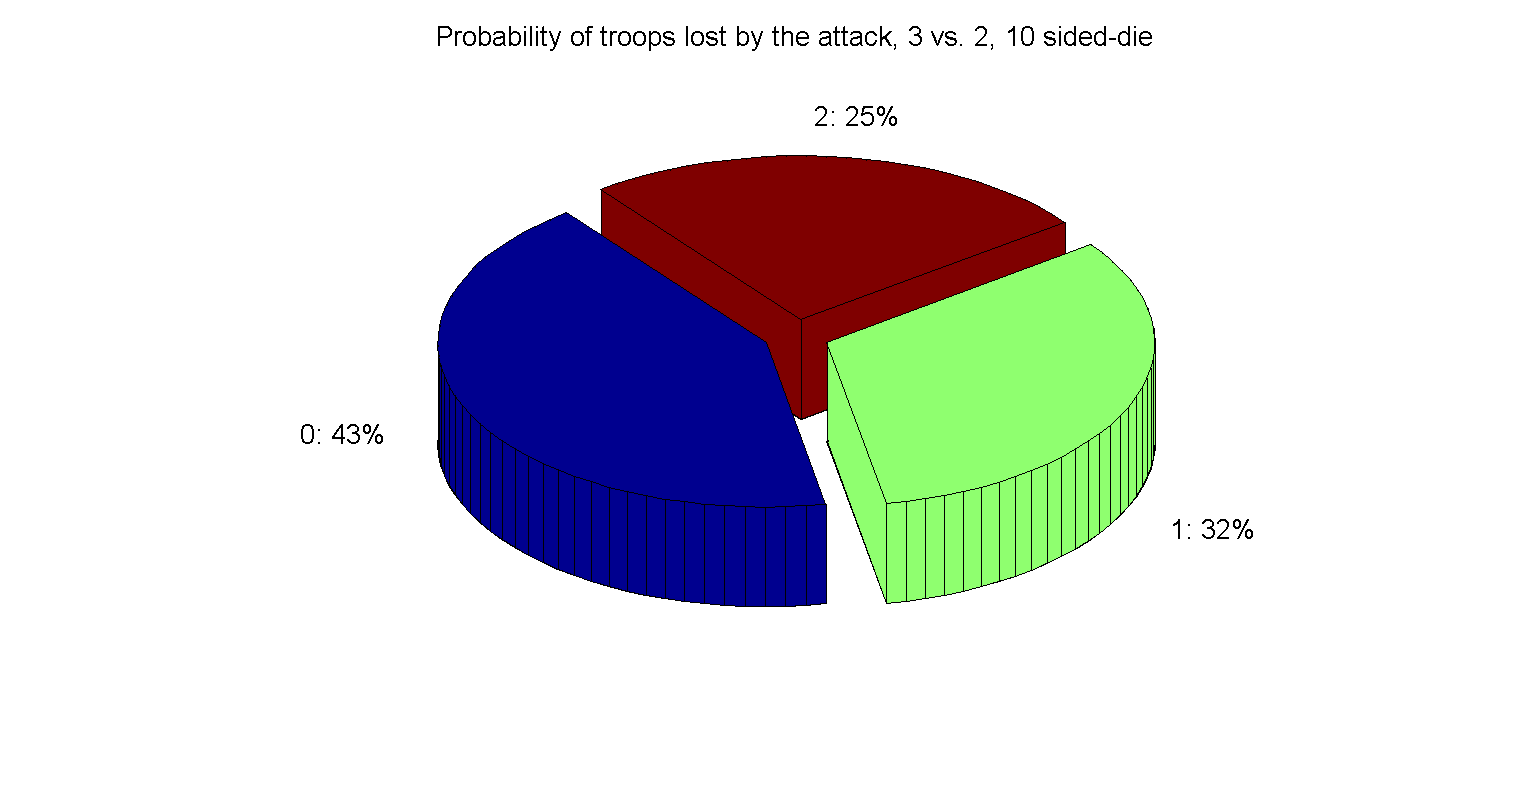 Probability of troops lost by the attack, 3 vs. 2, 10 sided-die
2: 25%
0: 43%
1: 32%